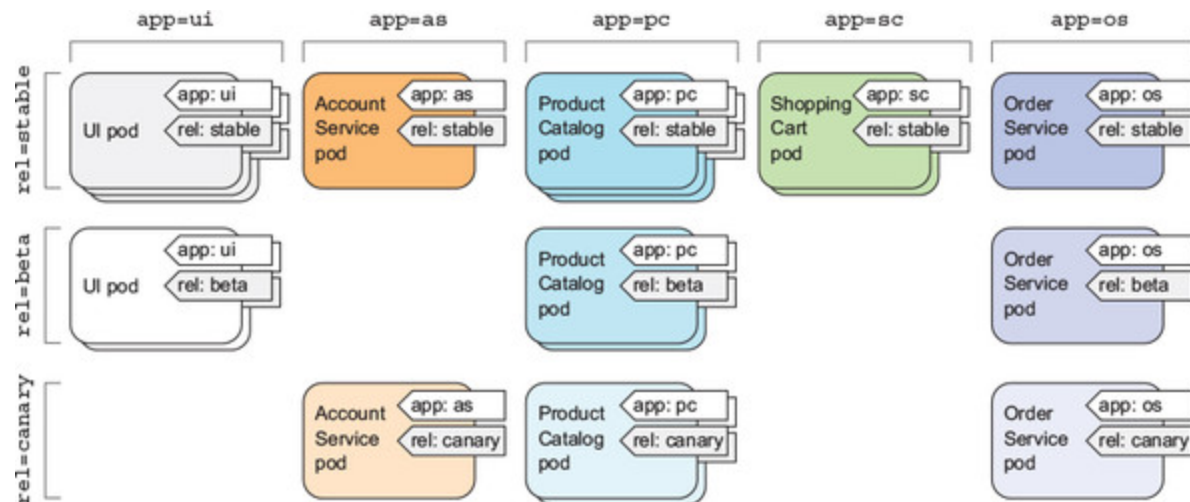 app=ui app=as app=pc app=sc app=os
rel=stable
UI pod
app: ui
rel: stable
Account
Service
pod
app: as
rel: stable
Product
Catalog
pod
app: pc
rel: stable
Shopping
Cart
pod
app: sc
rel: stable
Order
Service
pod
app: os
rel: stable
rel=beta
UI pod
app: ui
rel: beta
Product
Catalog
pod
app: pc
rel: beta
Order
Service
pod
app: os
rel: beta
rel=canary
Account
Service
pod
app: as
rel: canary
Product
Catalog
pod
app: pc
rel: canary
Order
Service
pod
app: os
rel: canary